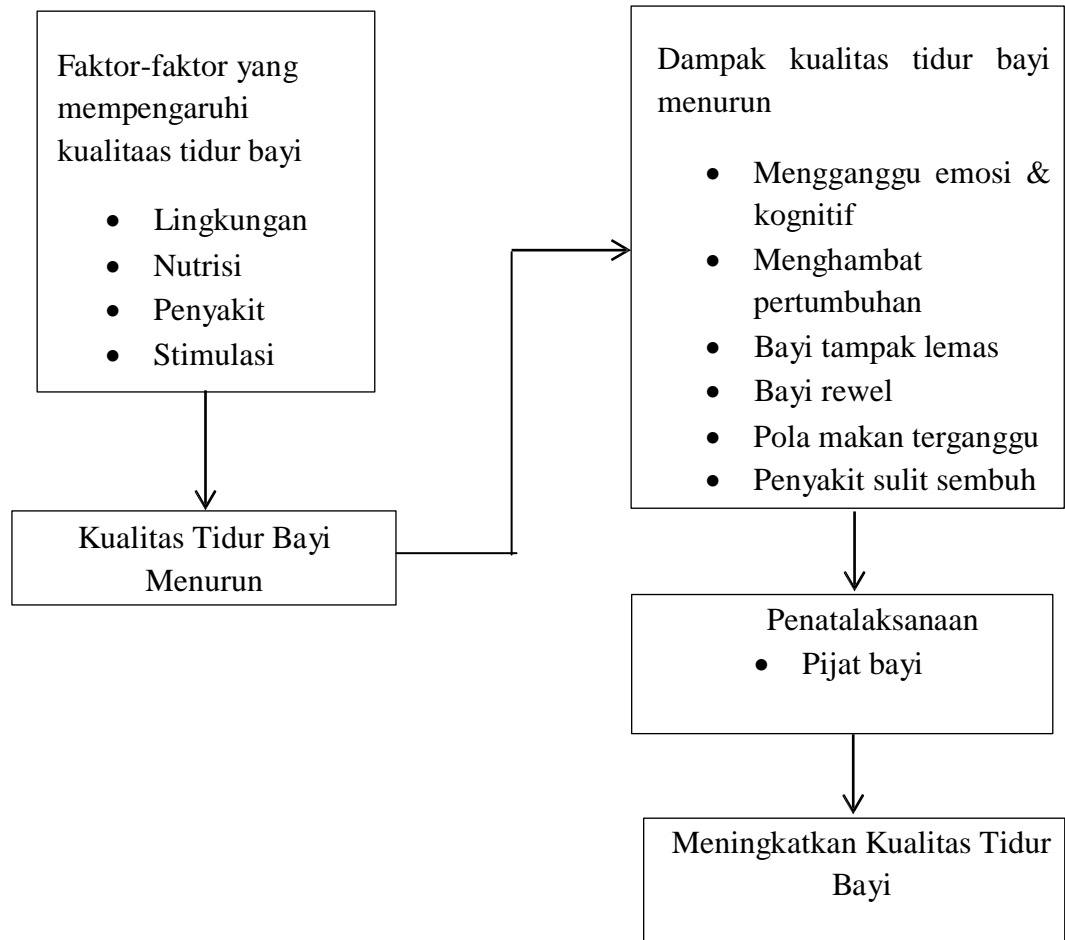 Faktor-faktor yang
mempengaruhi
kualitaas tidur bayi
• Lingkungan
• Nutrisi
• Penyakit
• Stimulasi
Kualitas Tidur Bayi
Menurun
Dampak kualitas tidur bayi
menurun
• Mengganggu emosi &
kognitif
• Menghambat
pertumbuhan
• Bayi tampak lemas
• Bayi rewel
• Pola makan terganggu
• Penyakit sulit sembuh
Penatalaksanaan
• Pijat bayi
Meningkatkan Kualitas Tidur
Bayi